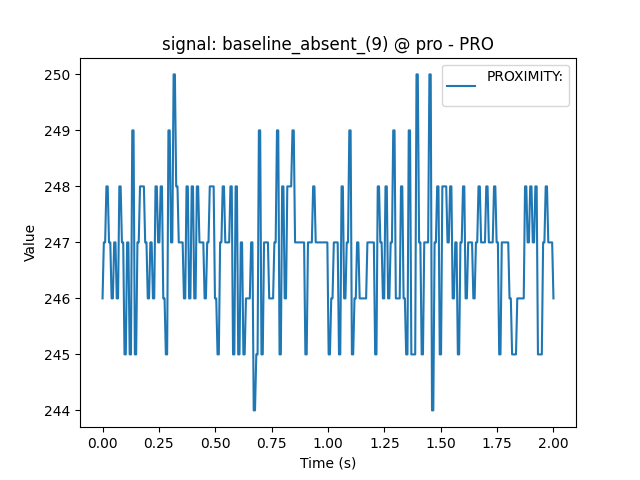 signal: baseline_absent_(9) @ pro - PRO
PROXIMITY:
250
249
248
247
246
245
244
Value
0.00 0.25 0.50 0.75 1.00 1.25 1.50 1.75 2.00
Time (s)